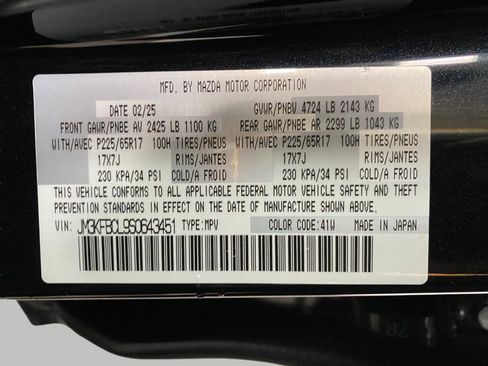 MFD. BY MAZDA MOTOR CORPORATION
DATE 02/25 GVWR/PNBV 4724 LB 2143 KG
FRONT GAWR/PNBE AV 2425 LB 1100 KG REAR GAWR/PNBE AR 2299 LB 1043 KG
WITH/AVEC P225/65R17 100H TIRES/PNEU WITH/AVEC P225/65R17 100H TIRES/PNEU
17X7J RIMS/JANTES 17X7J RIMS/JANTES
230 KPA/34 PSI COLD/A FROID 230 KPA/34 PSI COLD/A FROID
THIS VEHICLE CONFORMS TO ALL APPLICABLE FEDERAL MOTOR VEHICLE SAFETY AND THEFT
PREVENTION STANDARDS IN EFFECT ON THE DATE OF MANUFACTURE SHOWN ABOVE.
VIN: JM3KFBCL9S0643451 TYPE:MPV COLOR CODE:41W MADE IN JAPAN